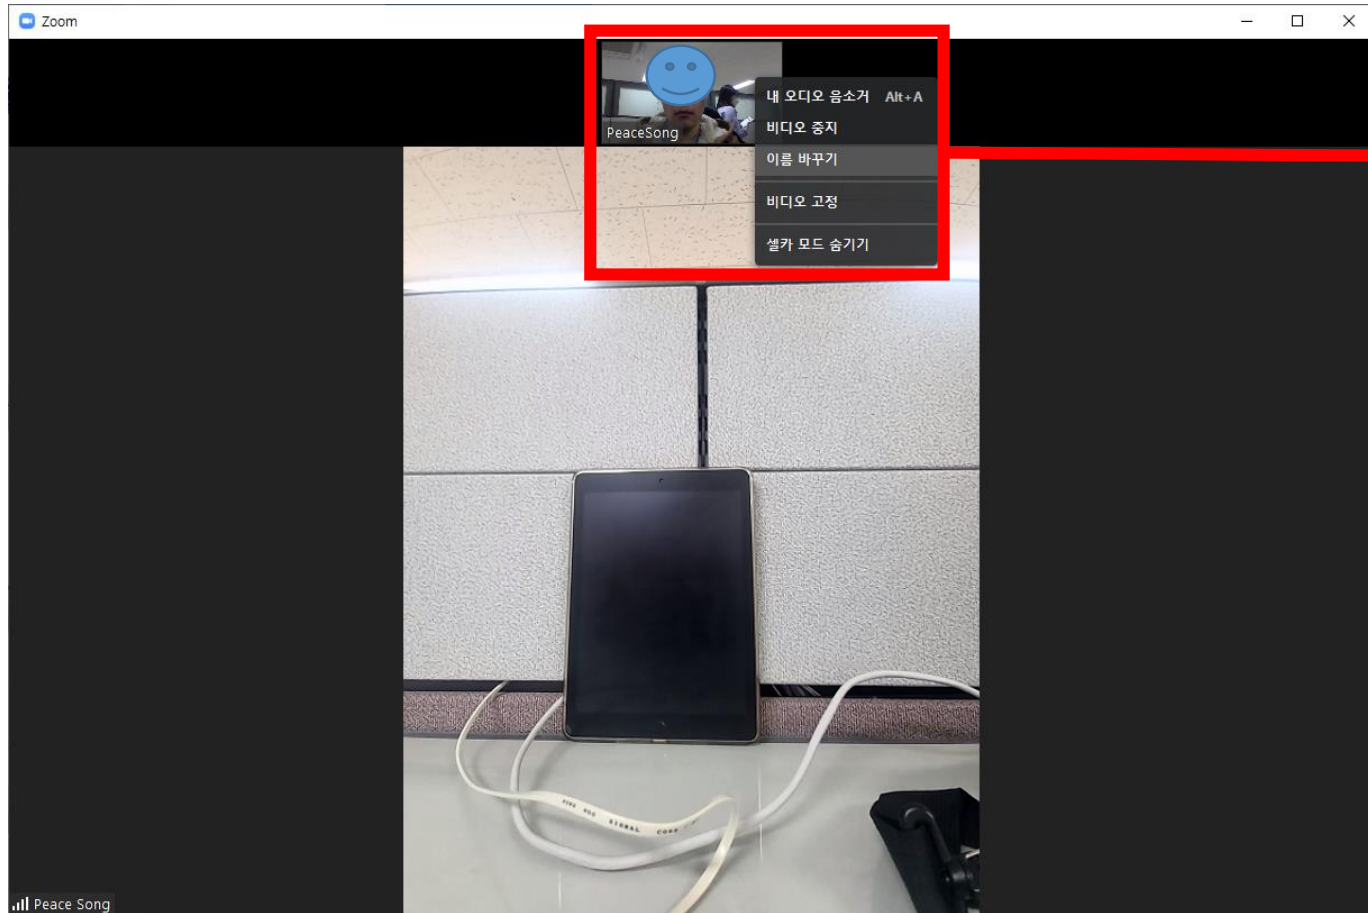 Zoom
PeaceSong
내 오디오 음소거 Alt+A
비디오 중지
이름 바꾸기
비디오 고정
셀카 모드 숨기기
SIGNAL
Peace Song